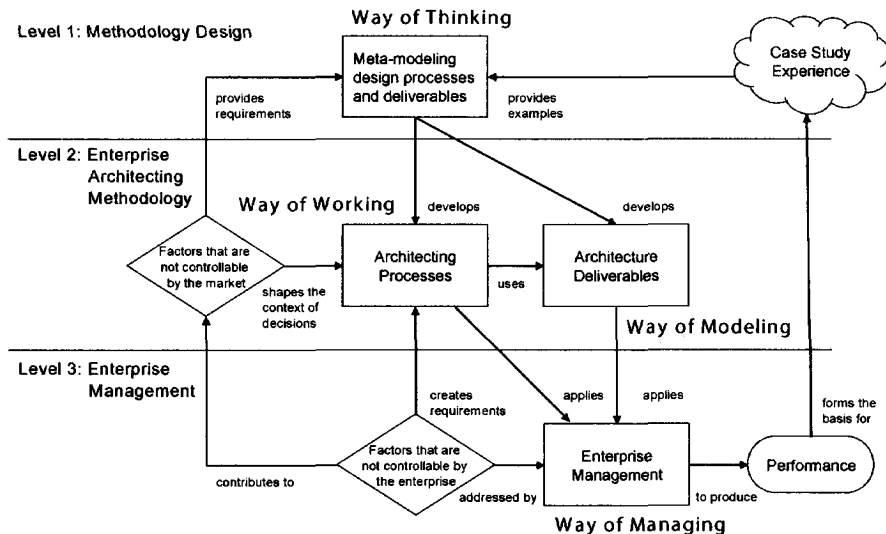 Way of Thinking
Level 1: Methodology Design
Meta-modeling
design processes
and deliverables
Case Study
Experience
provides
requirements
provides
examples
Level 2: Enterprise
Architecting
Methodology
Way of Working
develops
develops
Factors that are
not controllable
by the market
Architecting
Processes
Architecture
Deliverables
uses
shapes the
context of
decisions
Way of Modeling
Level 3: Enterprise
Management
creates
requirements
applies
applies
forms the
basis for
Factors that are
not controllable by
the enterprise
Enterprise
Management
Performance
contributes to
addressed by
to produce
Way of Managing